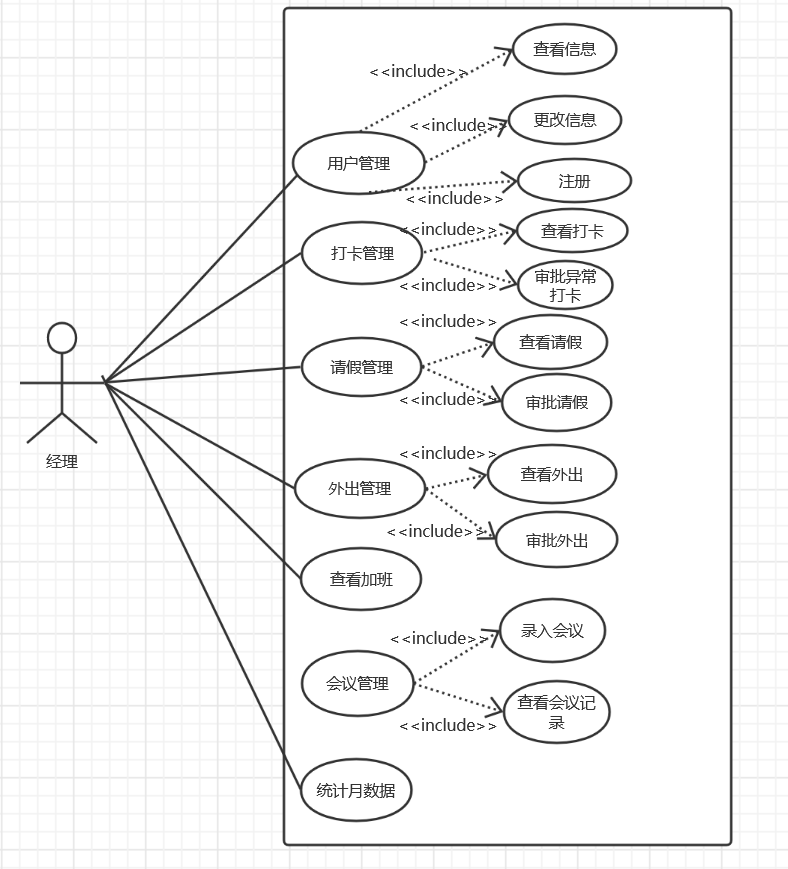 <<include>>
查看信息
<<include>>
更改信息
用户管理
注册
<<include>>
打卡管理
<<include>>
查看打卡
<<include>>
审批异常
打卡
<<include>>
请假管理
查看请假
<<include>>
审批请假
经理
<<include>>
外出管理
查看外出
<<include>>
审批外出
查看加班
<<include>>
录入会议
会议管理
<<include>>
查看会议记
录
统计月数据